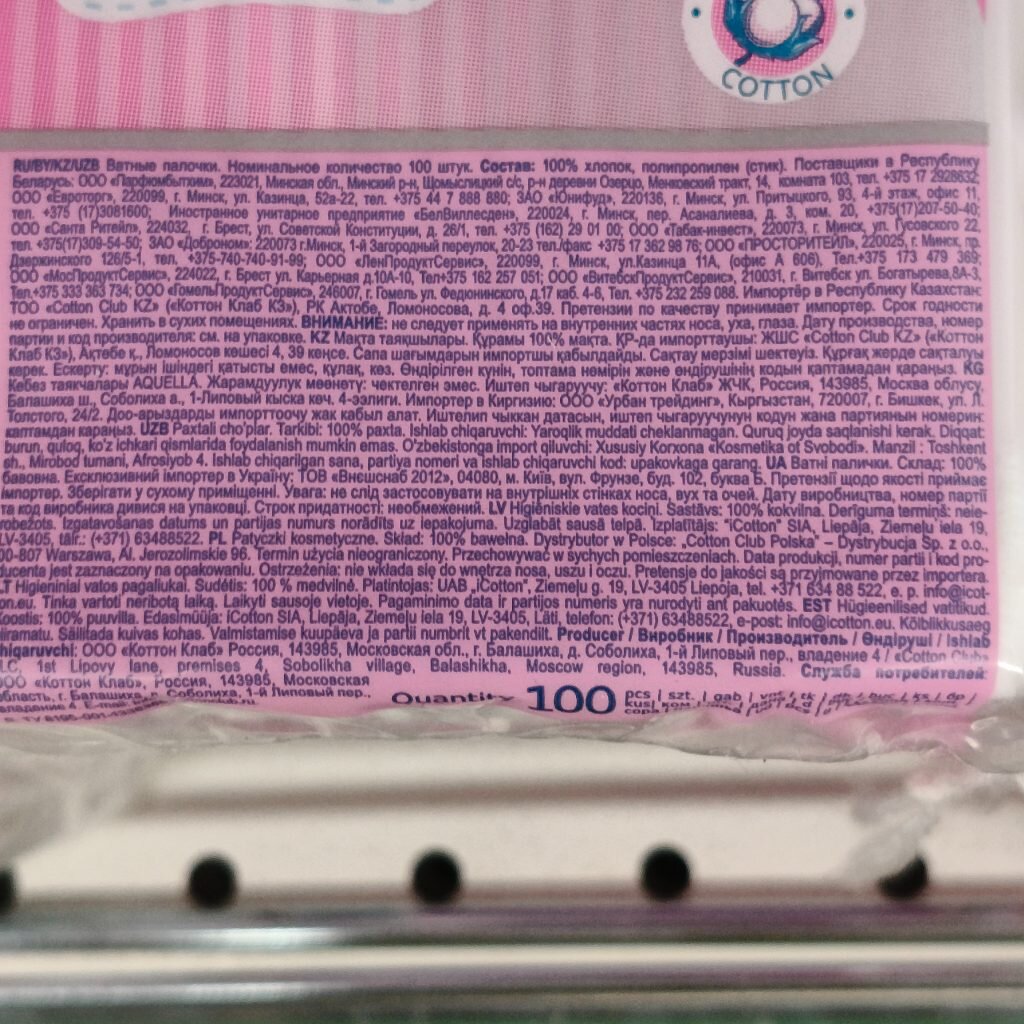 COTTON
RU/BY/KZ/UZB Ватные палочки. Номинальное количество 100 штук. Состав: 100% хлопок, полипропилен (стик). Поставщики в Республику
Беларусь: ООО «Парфюмбытхим», 223021, Минская обл., Минский р-н, Щомыслицкий с/с, р-н деревни Озерцо, Меньковский тракт, 14, комната 103, тел. +375 17 2928632;
ООО «Евроторг», 220099, г. Минск, ул. Казинца, 52а-22, тел. +375 44 7 888 880; ЗАО «Юнифуд», 220136, г. Минск, ул. Притыцкого, 93, 4-й этаж, офис 11,
тел. +375 (17)3081600; Иностранное унитарное предприятие «БелВиллесден», 220024, г. Минск, пер. Асаналиева, д. 3, ком. 20, +375(17)207-50-40;
ООО «Санта Ритейл», 224032 г. Брест, ул. Советской Конституции, д. 26/1, тел. +375 (162) 29 01 00; ООО «Табак-инвест», 220073, г. Минск, ул. Гусовского 22,
тел. +375(17)309-54-50; ЗАО «Доброном»: 220073 г.Минск, 1-й Загородный переулок, 20-23 тел./факс +375 17 362 98 76; ООО «ПРОСТОРИТЕЙЛ», 220025, г. Минск, пр.
Дзержинского 126/5-1, тел. +375-740-740-91-99; ООО «ЛенПродуктСервис», 220099, г. Минск, ул.Казинца 11А, (офис А 606). Тел.+375 173 479 369;
ООО «МосПродуктСервис», 224022, г. Брест ул. Карьерная д.10А-10, Тел+375 162 257 051; ООО «ВитебскПродуктСервис», 210031, г. Витебск ул. Богатырева,8А-3,
Тел.+375 333 363 734; ООО «ГомельПродуктСервис», 246007, г. Гомель ул. Федюнинского, д.17 каб. 4-6, Тел. +375 232 259 088. Импортёр в Республику Казахстан:
ТОО «Cotton Club KZ» («Коттон Клаб КЗ»), РК Актобе, Ломоносова, д. 4 оф.39. Претензии по качеству принимает импортер. Срок годности
не ограничен. Хранить в сухих помещениях. ВНИМАНИЕ: не следует применять на внутренних частях носа, уха, глаза. Дату производства, номер
партии и код производителя: см. на упаковке. KZ Мақта таяқшылары. Құрамы 100% мақта. ҚР-да импорттаушы: ЖШС «Cotton Club KZ» («Коттон
Клаб КЗ»), Ақтөбе қ., Ломоносов көшесі 4, 39 кеңсе. Сапа шағымдарын импортшы қабылдайды. Сақтау мерзімі шектеусіз. Құрғақ жерде сақталуы
керек. Ескерту: мұрын ішіндегі қатысты емес, құлақ, көз. Өндірілген күнін, топтама нөмірін және өндірушінің кодын қаптамадан қараңыз. KG
Кебез таякчалары AQUELLA. Жарамдуулук мөөнөтү: чектелген эмес. Иштеп чыгаруучу: «Коттон Клаб» ЖЧК, Россия, 143985, Москва облусу,
Балашиха ш., Соболиха а., 1-Липовый кыска көч. 4-ээлиги. Импортер в Киргизию: ООО «Урбан трейдинг», Кыргызстан, 720007, г. Бишкек, ул. Л.
Толстого, 24/2. Доо-арыздарды импорттоочу жак кабыл алат. Иштелип чыккан датасын, иштеп чыгаруучунун кодун жана партиянын номерин:
каптамдан караңыз. UZB Paxtali cho'plar. Tarkibi: 100% paxta. Ishlab chiqaruvchi: Yaroqlik muddati cheklanmagan. Quruq joyda saqlanishi kerak. Diqqat:
burun, quloq, ko'z ichkari qismlarida foydalanish mumkin emas. O'zbekistonga import qiluvchi: Xususiy Korxona «Kosmetika of Svobodi». Manzil : Toshkent
sh., Mirobod tumani, Afrosiyob 4. Ishlab chiqarilgan sana, partiya nomeri va ishlab chiqaruvchi kod: upakovkaga garang. UA Ватні палички. Склад: 100%
бавовна. Ексклюзивний імпортер в Україну: ТОВ «Внєшснаб 2012», 04080, м. Київ, вул. Фрунзе, буд. 102, буква Б. Претензії щодо якості приймає
імпортер. Зберігати у сухому приміщенні. Увага: не слід застосовувати на внутрішніх стінках носа, вух та очей. Дату виробництва, номер партії
та код виробника дивися на упаковці. Строк придатності: необмежений. LV Higiēniskie vates kociņi. Sastāvs: 100% kokvilna. Derīguma termiņš: neie-
robežots. Izgatavošanas datums un partijas numurs norādīts uz iepakojuma. Uzglabāt sausā telpā. Izplatītājs: "iCotton" SIA, Liepāja, Ziemeļu iela 19,
LV-3405, tālr.: (+371) 63488522. PL Patyczki kosmetyczne. Skład: 100% bawełna. Dystrybutor w Polsce: „Cotton Club Polska" – Dystrybucja Sp. z o.o.,
00-807 Warszawa, Al. Jerozolimskie 96. Termin użycia nieograniczony. Przechowywać w sychych pomieszczeniach. Data produkcji, numer partii i kod pro-
ducenta jest zaznaczony na opakowaniu. Ostrzeżenia: nie wkłada się do wnętrza nosa, uszu i oczu. Pretensje do jakości są przyjmowane przez importera.
LT Higieniniai vatos pagaliukai. Sudėtis: 100 % medvilnė. Platintojas: UAB „iCotton", Ziemeļu g. 19, LV-3405 Liepoja, tel. +371 634 88 522, e. p. info@icot-
on.eu. Tinka vartoti neribotą laiką. Laikyti sausoje vietoje. Pagaminimo data ir partijos numeris yra nurodyti ant pakuotės. EST Hügieenilised vatitikud.
oostis: 100% puuvilla. Edasimüüja: iCotton SIA, Liepāja, Ziemeļu iela 19, LV-3405, Läti, telefon: (+371) 63488522, e-post: info@icotton.eu. Kõlblikkusaeg
iiramatu. Säilitada kuivas kohas. Valmistamise kuupäeva ja partii numbrit vt pakendilt. Producer / Виробник / Производитель / Өндіруші / Ishlab
chiqaruvchi: ООО «Коттон Клаб» Россия, 143985, Московская обл., г. Балашиха, д. Соболиха, 1-й Липовый пер., владение 4 / «Cotton Club»
LC, 1st Lipovy lane, premises 4, Sobolikha village, Balashikha, Moscow region, 143985, Russia. Служба потребителей:
ООО «Коттон Клаб», Россия, 143985, Московская
область, г. Балашиха, д. Соболиха, 1-й Липовый пер.,
владение 4. E-mail:
Quantity 100 pcs | szt. | gab